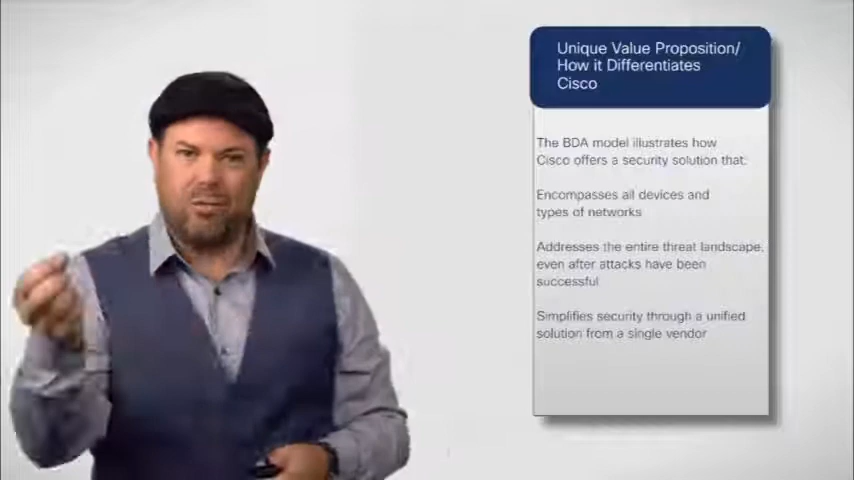 Unique Value Proposition/
How it Differentiates
Cisco
The BDA model illustrates how
Cisco offers a security solution that:
Encompasses all devices and
types of networks
Addresses the entire threat landscape,
even after attacks have been
successful
Simplifies security through a unified
solution from a single vendor